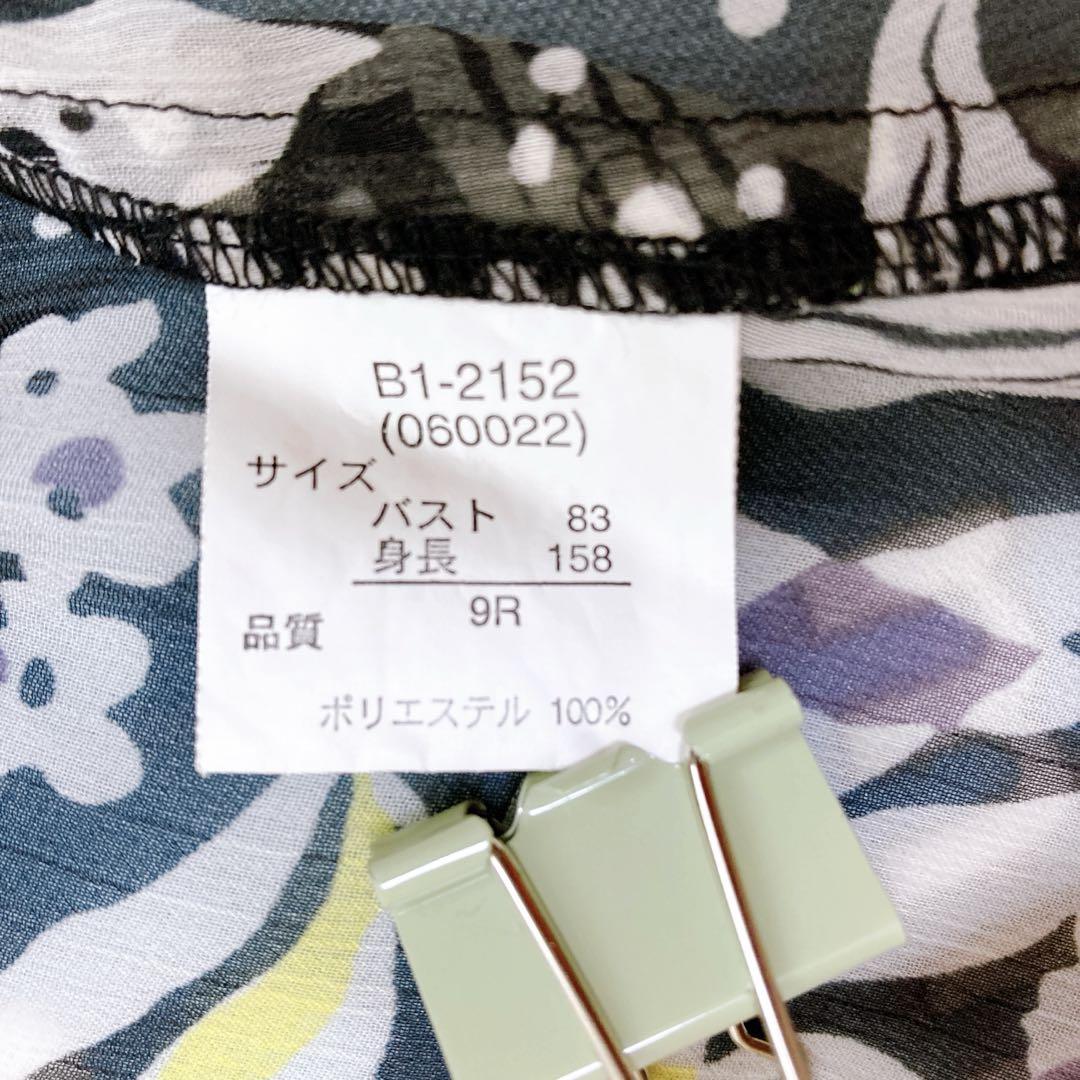 B1-2152
(060022)
サイズ
バスト 83
身長 158
9R
品質
ポリエステル 100%